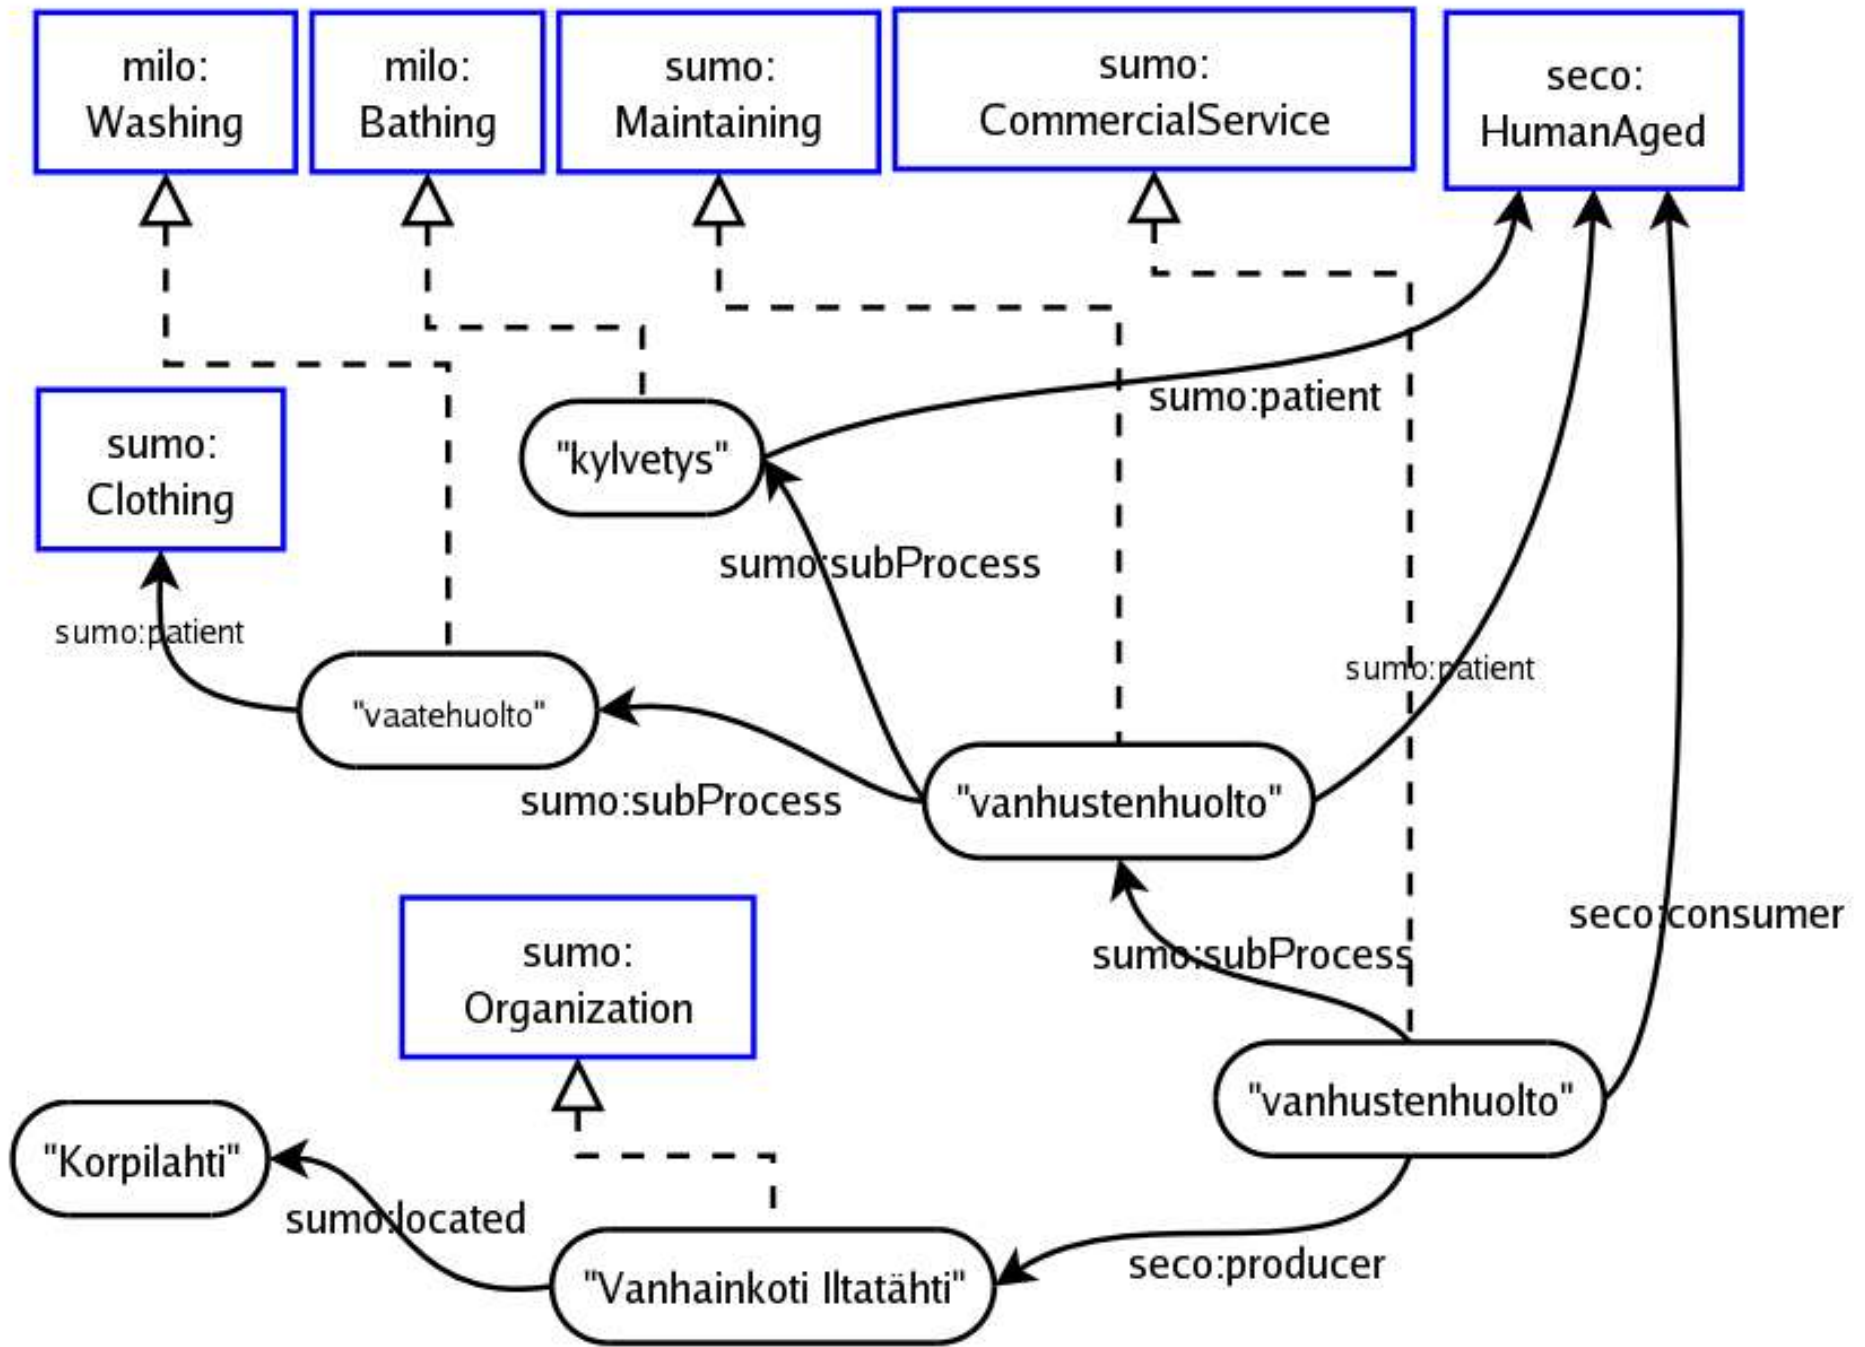 milo:
Washing
milo:
Bathing
sumo:
Maintaining
sumo:
CommercialService
seco:
HumanAged
sumo:patient
sumo:
Clothing
"kylvetys"
sumo:subProcess
sumo:patient
sumo:patient
"vaatehuolto"
sumo:subProcess
"vanhustenhuolto"
seco:consumer
sumo:subProcess
sumo:
Organization
"vanhustenhuolto"
"Korpilahti"
sumo:located
"Vanhainkoti Iltatähti"
seco:producer